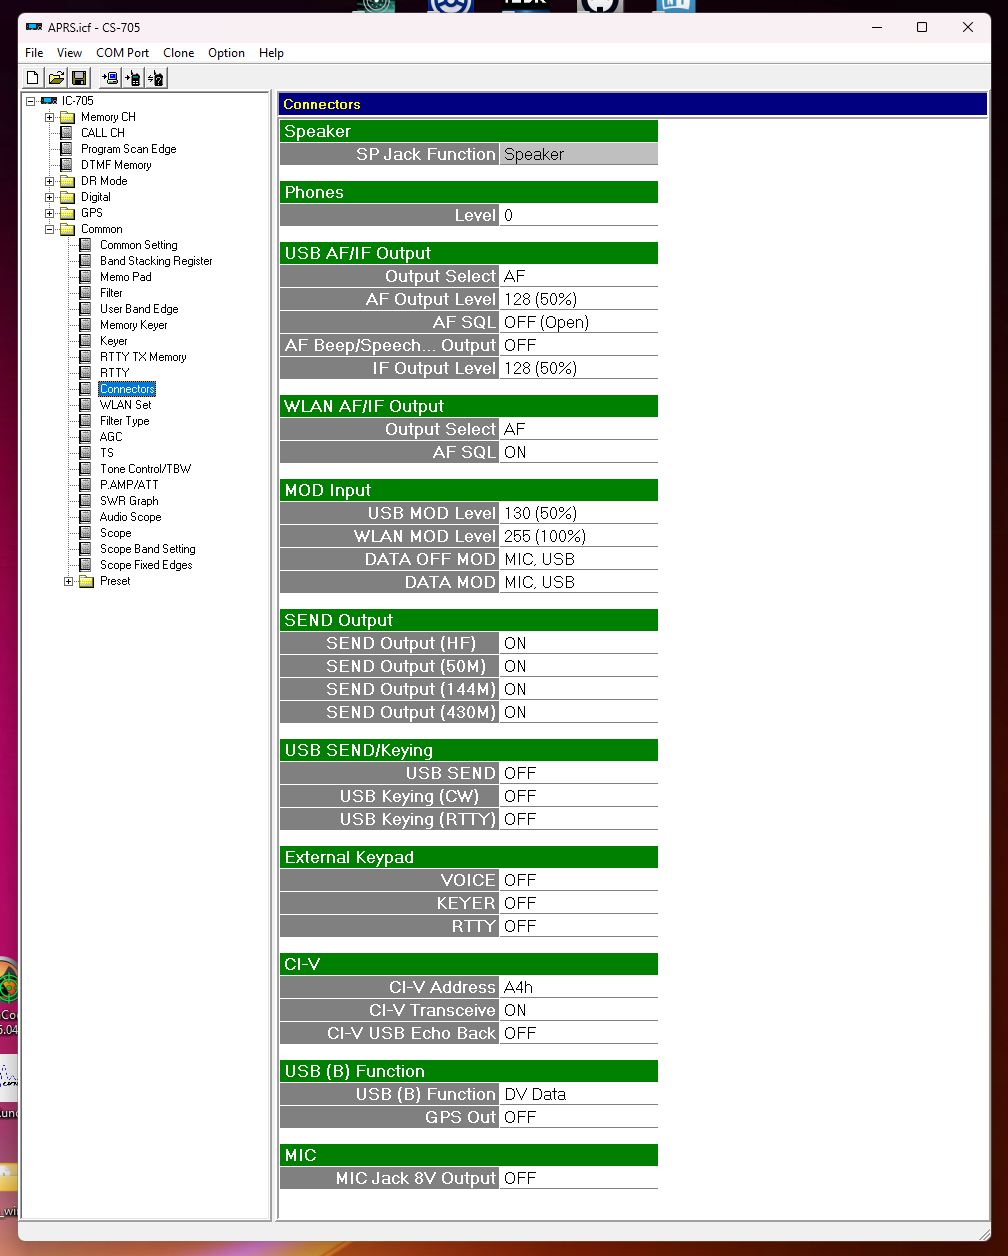 APRS.icf - CS-705
File View COM Port Clone Option Help
IC-705
Memory CH
CALL CH
Program Scan Edge
DTMF Memory
DR Mode
Digital
GPS
Common
Common Setting
Band Stacking Register
Memo Pad
Filter
User Band Edge
Memory Keyer
Keyer
RTTY TX Memory
RTTY
Connectors
WLAN Set
Filter Type
AGC
TS
Tone Control/TBW
P.AMP/ATT
SWR Graph
Audio Scope
Scope
Scope Band Setting
Scope Fixed Edges
Preset
Connectors
Speaker
SP Jack Function Speaker
Phones
Level 0
USB AF/IF Output
Output Select AF
AF Output Level 128 (50%)
AF SQL OFF (Open)
AF Beep/Speech... Output OFF
IF Output Level 128 (50%)
WLAN AF/IF Output
Output Select AF
AF SQL ON
MOD Input
USB MOD Level 130 (50%)
WLAN MOD Level 255 (100%)
DATA OFF MOD MIC, USB
DATA MOD MIC, USB
SEND Output
SEND Output (HF) ON
SEND Output (50M) ON
SEND Output (144M) ON
SEND Output (430M) ON
USB SEND/Keying
USB SEND OFF
USB Keying (CW) OFF
USB Keying (RTTY) OFF
External Keypad
VOICE OFF
KEYER OFF
RTTY OFF
CI-V
CI-V Address A4h
CI-V Transceive ON
CI-V USB Echo Back OFF
USB (B) Function
USB (B) Function DV Data
GPS Out OFF
MIC
MIC Jack 8V Output OFF